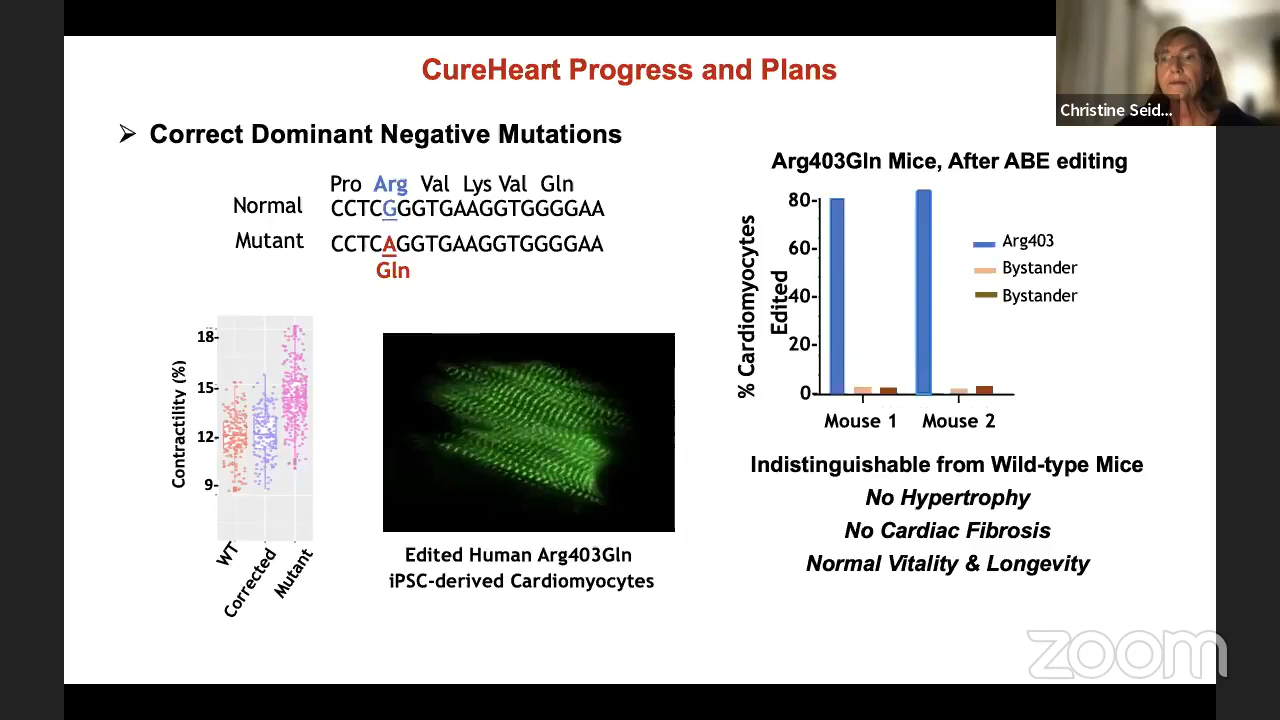 CureHeart Progress and Plans
Christine Seid...
➤ Correct Dominant Negative Mutations
Pro Arg Val Lys Val Gln
Normal CCTCGGGTGAAGGTGGGGAA
Mutant CCTCAGGTGAAGGTGGGGAA
Gln
Contractility (%)
18
15
12
9
WT
Corrected
Mutant
Edited Human Arg403Gln
iPSC-derived Cardiomyocytes
Arg403Gln Mice, After ABE editing
% Cardiomyocytes
Edited
80
60
40
20
0
Arg403
Bystander
Bystander
Mouse 1 Mouse 2
Indistinguishable from Wild-type Mice
No Hypertrophy
No Cardiac Fibrosis
Normal Vitality & Longevity
zoom